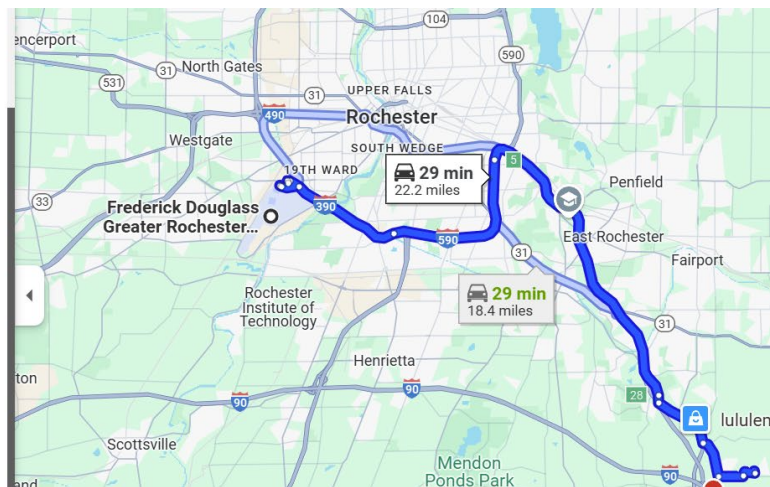 104
encerport
590
31
North Gates
31
531
UPPER FALLS
490
Rochester
Westgate
SOUTH WEDGE
5
19TH WARD
29 min
22.2 miles
Penfield
33
390
Frederick Douglass
Greater Rochester...
590
East Rochester
31
Fairport
29 min
18.4 miles
Rochester
Institute of
Technology
31
Henrietta
ton
90
90
28
lululen
Scottsville
Mendon
Ponds Park
90